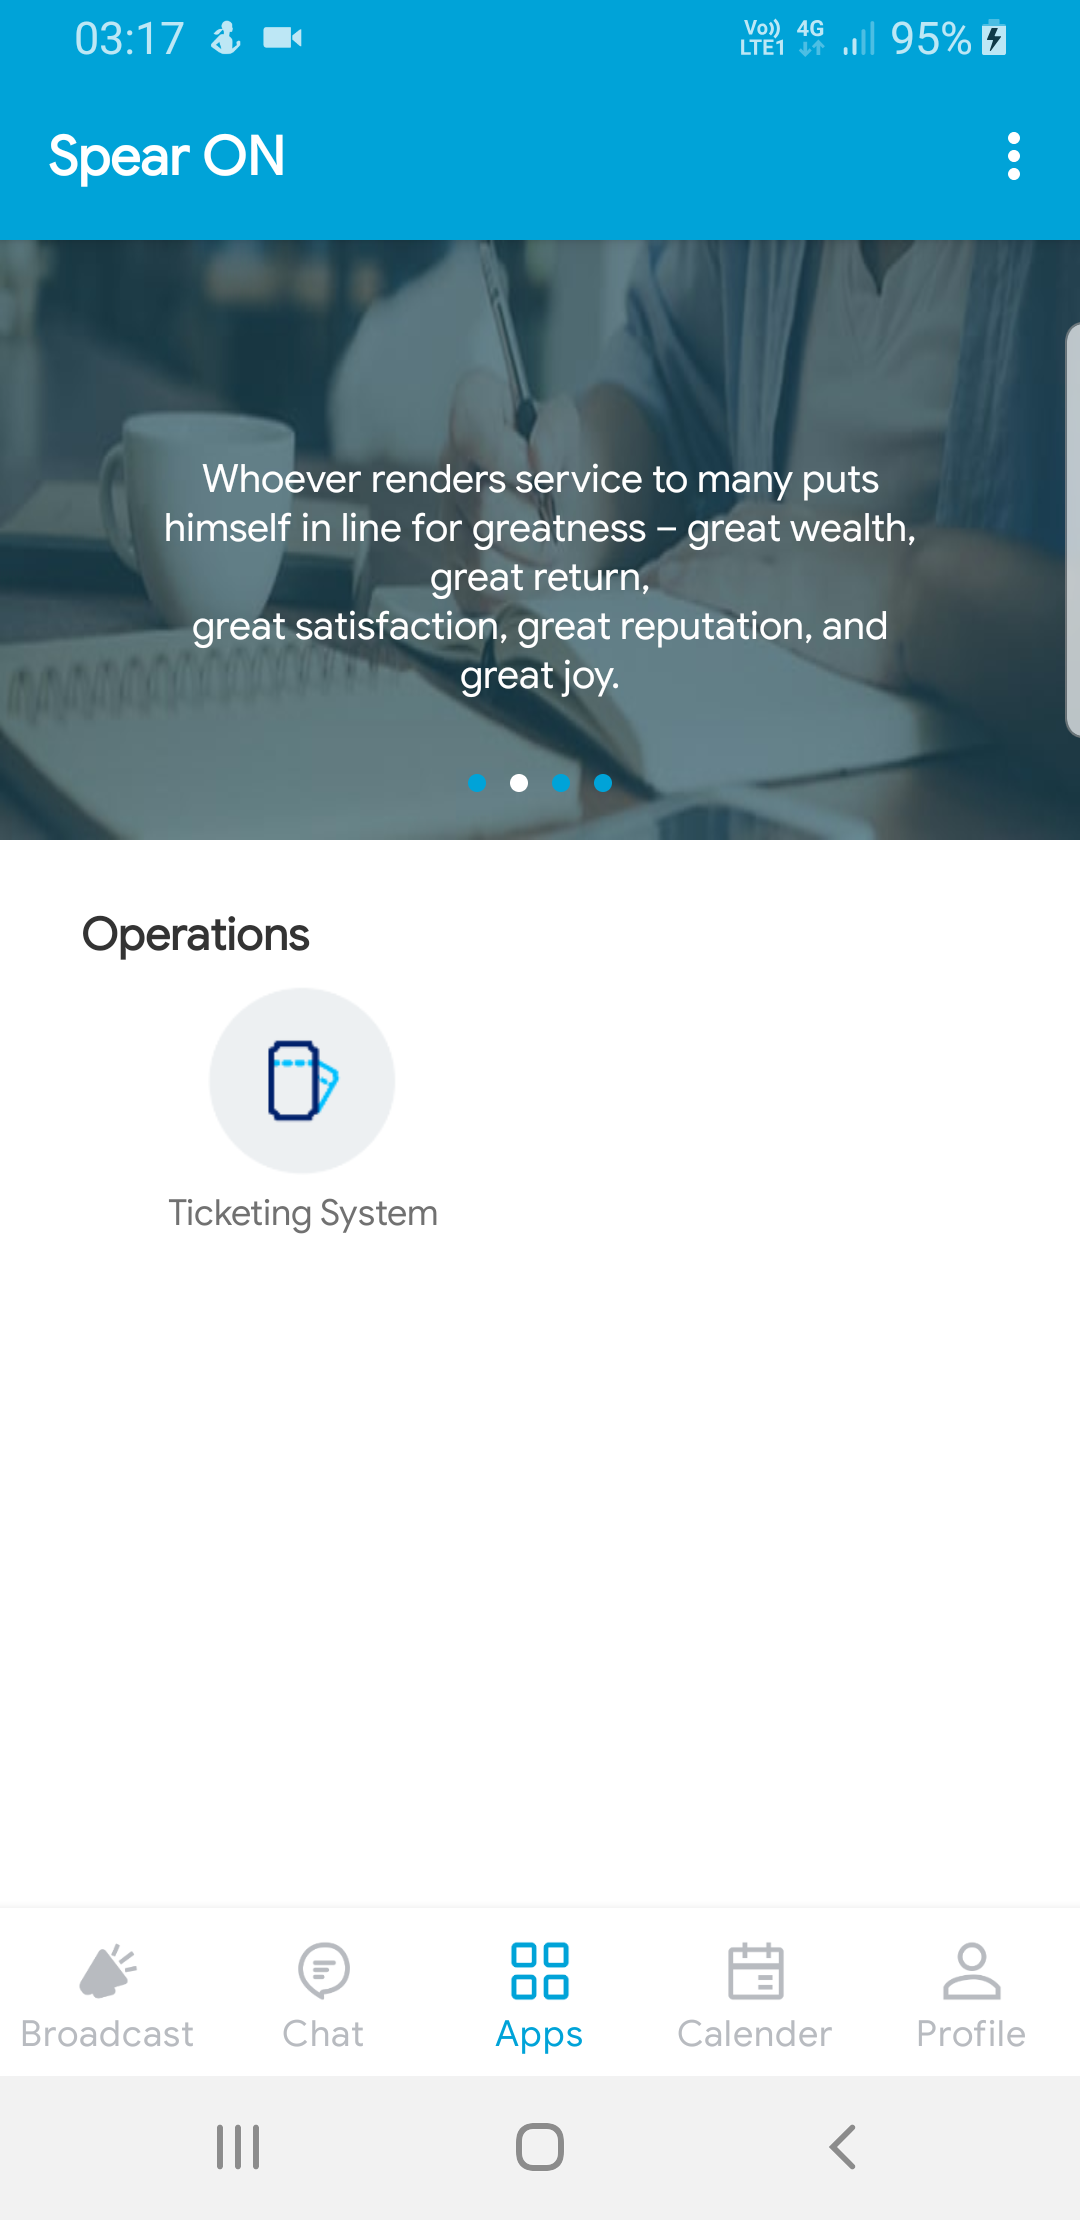 03:17
Vo)) LTE1 4G 95%
Spear ON
Whoever renders service to many puts
himself in line for greatness – great wealth,
great return,
great satisfaction, great reputation, and
great joy.
Operations
Ticketing System
Broadcast Chat Apps Calender Profile